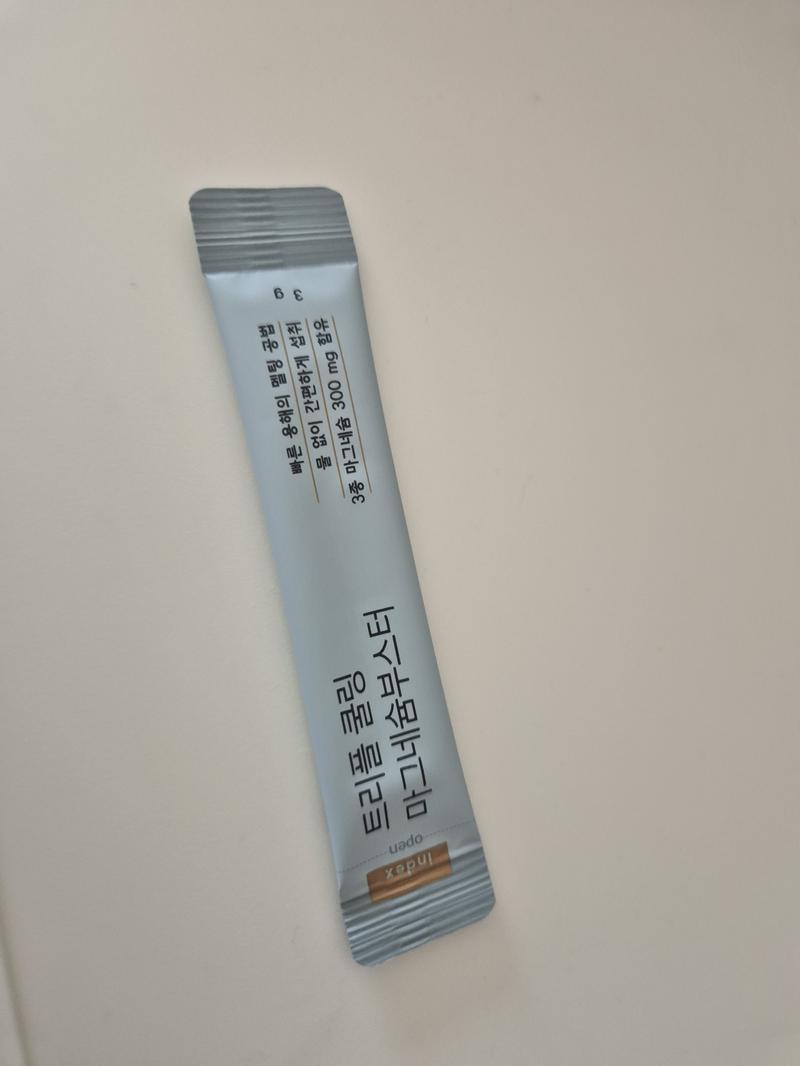 index
open
트리플 쿨링
마그네슘부스터
빠른 용해의 멜팅 공법
물 없이 간편하게 섭취
3종 마그네슘 300 mg 함유
3 g